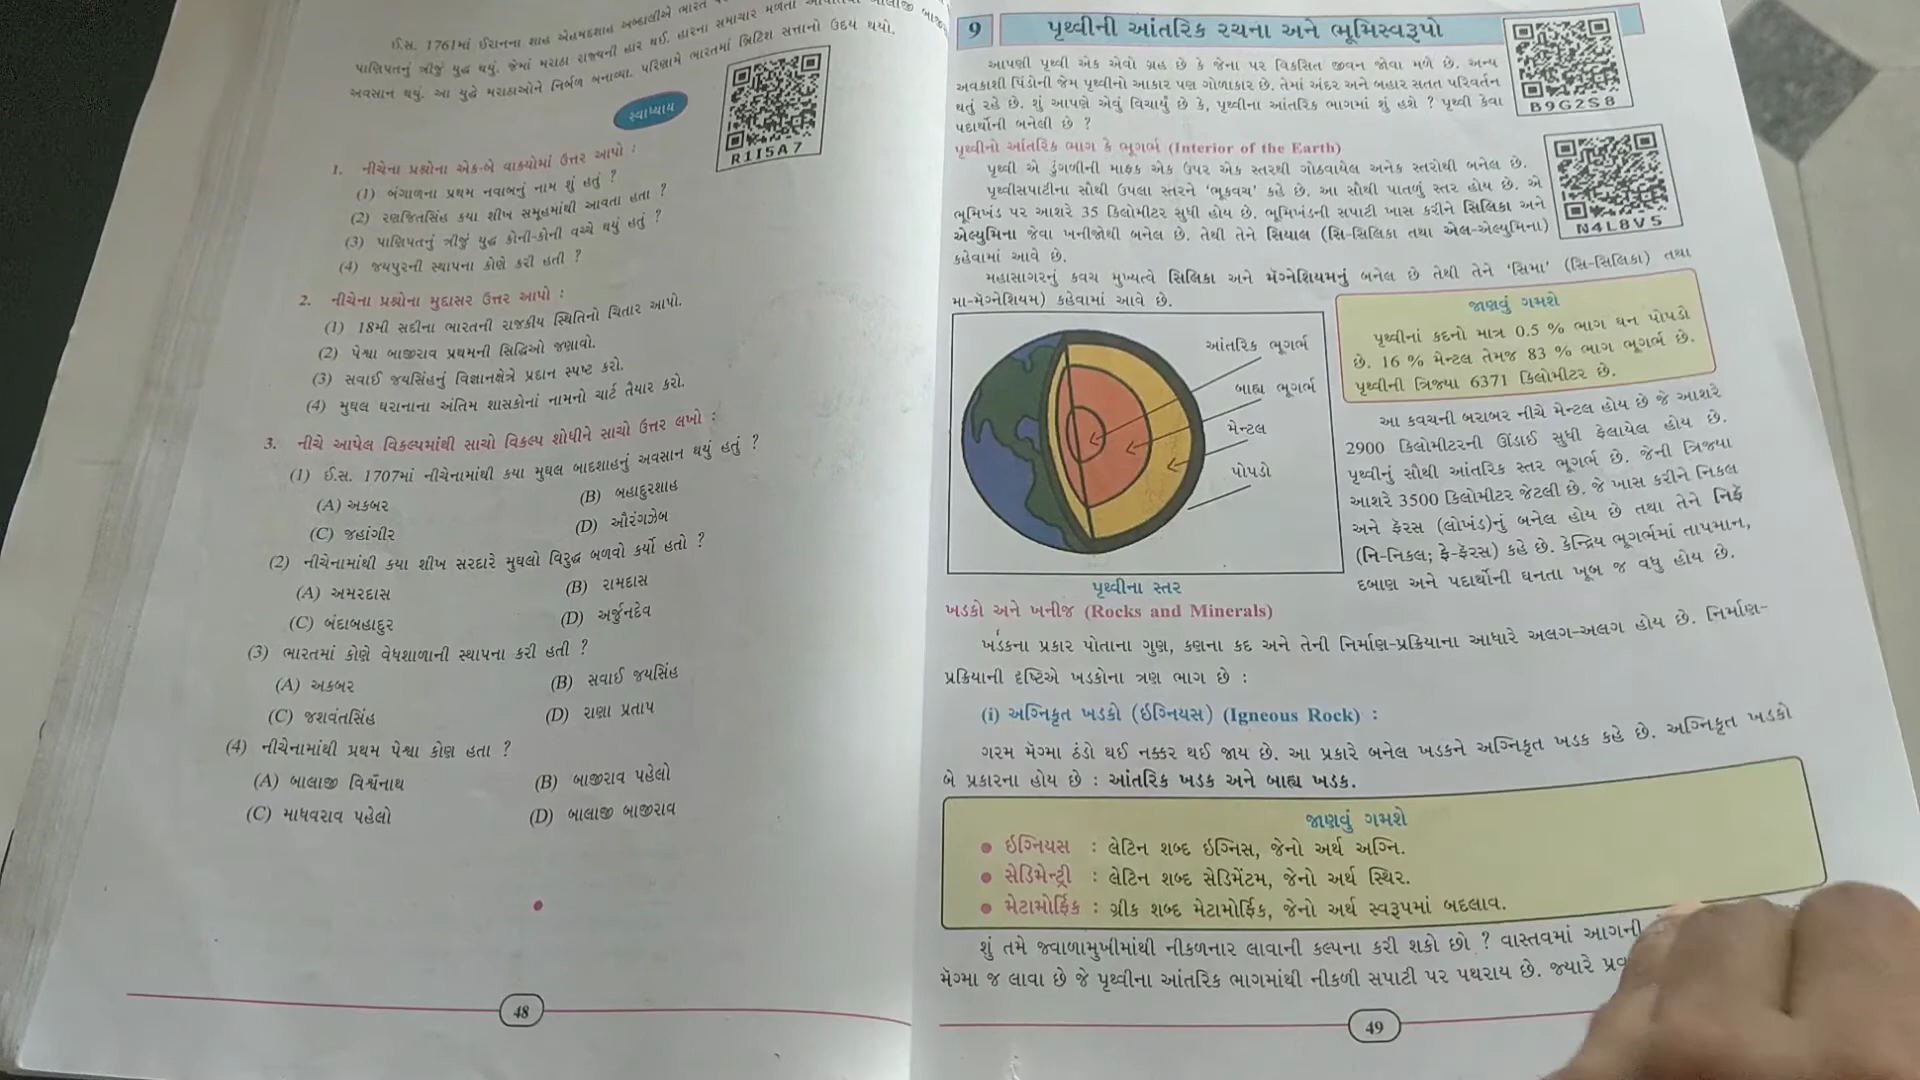 ઈ.સ. 1761માં ઈરાનના શાહ એહમદશાહ અબ્દાલીએ ભારત
પાણિપતનું ત્રીજું યુદ્ધ થયું. જેમાં મરાઠા રાજ્યની હાર થઈ. હારના સમાચાર મળતાં
અવસાન થયું. આ યુદ્ધે મરાઠાઓને નિર્બળ બનાવ્યા. પરિણામે ભારતમાં બ્રિટિશ સત્તાનો ઉદય થયો.
સ્વાધ્યાય
R1I5A7
1. નીચેના પ્રશ્નોના એક-બે વાક્યોમાં ઉત્તર આપો :
(1) બંગાળના પ્રથમ નવાબનું નામ શું હતું ?
(2) રણજિતસિંહ કયા શીખ સમૂહમાંથી આવતા હતા ?
(3) પાણિપતનું ત્રીજું યુદ્ધ કોની-કોની વચ્ચે થયું હતું ?
(4) જયપુરની સ્થાપના કોણે કરી હતી ?
2. નીચેના પ્રશ્નોના મુદ્દાસર ઉત્તર આપો :
(1) 18મી સદીના ભારતની રાજકીય સ્થિતિનો ચિતાર આપો.
(2) પેશ્વા બાજીરાવ પ્રથમની સિદ્ધિઓ જણાવો.
(3) સવાઈ જયસિંહનું વિજ્ઞાનક્ષેત્રે પ્રદાન સ્પષ્ટ કરો.
(4) મુઘલ ઘરાનાના અંતિમ શાસકોનાં નામનો ચાર્ટ તૈયાર કરો.
3. નીચે આપેલ વિકલ્પમાંથી સાચો વિકલ્પ શોધીને સાચો ઉત્તર લખો :
(1) ઈ.સ. 1707માં નીચેનામાંથી કયા મુઘલ બાદશાહનું અવસાન થયું હતું ?
(A) અકબર (B) બહાદુરશાહ
(C) જહાંગીર (D) ઔરંગઝેબ
(2) નીચેનામાંથી કયા શીખ સરદારે મુઘલો વિરુદ્ધ બળવો કર્યો હતો ?
(A) અમરદાસ (B) રામદાસ
(C) બંદાબહાદુર (D) અર્જુનદેવ
(3) ભારતમાં કોણે વેધશાળાની સ્થાપના કરી હતી ?
(A) અકબર (B) સવાઈ જયસિંહ
(C) જશવંતસિંહ (D) રાણા પ્રતાપ
(4) નીચેનામાંથી પ્રથમ પેશ્વા કોણ હતા ?
(A) બાલાજી વિશ્વનાથ (B) બાજીરાવ પહેલો
(C) માધવરાવ પહેલો (D) બાલાજી બાજીરાવ
48
9 પૃથ્વીની આંતરિક રચના અને ભૂમિસ્વરૂપો
B9G2S8
આપણી પૃથ્વી એક એવો ગ્રહ છે કે જેના પર વિકસિત જીવન જોવા મળે છે. અન્ય
અવકાશી પિંડોની જેમ પૃથ્વીનો આકાર પણ ગોળાકાર છે. તેમાં અંદર અને બહાર સતત પરિવર્તન
થતું રહે છે. શું આપણે એવું વિચાર્યું છે કે, પૃથ્વીના આંતરિક ભાગમાં શું હશે ? પૃથ્વી કેવા
પદાર્થોની બનેલી છે ?
પૃથ્વીનો આંતરિક ભાગ કે ભૂગર્ભ (Interior of the Earth)
N4L8V5
પૃથ્વી એ ડુંગળીની માફક એક ઉપર એક સ્તરથી ગોઠવાયેલ અનેક સ્તરોથી બનેલ છે.
પૃથ્વીસપાટીના સૌથી ઉપલા સ્તરને 'ભૂકવચ' કહે છે. આ સૌથી પાતળું સ્તર હોય છે. એ
ભૂમિખંડ પર આશરે 35 કિલોમીટર સુધી હોય છે. ભૂમિખંડની સપાટી ખાસ કરીને સિલિકા અને
એલ્યુમિના જેવા ખનીજોથી બનેલ છે. તેથી તેને સિયાલ (સિ-સિલિકા તથા એલ-એલ્યુમિના)
કહેવામાં આવે છે.
મહાસાગરનું કવચ મુખ્યત્વે સિલિકા અને મૅગ્નેશિયમનું બનેલ છે તેથી તેને 'સિમા' (સિ-સિલિકા) તથા
મા-મૅગ્નેશિયમ) કહેવામાં આવે છે.
આંતરિક ભૂગર્ભ
બાહ્ય ભૂગર્ભ
મેન્ટલ
પોપડો
પૃથ્વીના સ્તર
જાણવું ગમશે
પૃથ્વીનાં કદનો માત્ર 0.5 % ભાગ ઘન પોપડો
છે. 16 % મેન્ટલ તેમજ 83 % ભાગ ભૂગર્ભ છે.
પૃથ્વીની ત્રિજ્યા 6371 કિલોમીટર છે.
આ કવચની બરાબર નીચે મેન્ટલ હોય છે જે આશરે
2900 કિલોમીટરની ઊંડાઈ સુધી ફેલાયેલ હોય છે.
પૃથ્વીનું સૌથી આંતરિક સ્તર ભૂગર્ભ છે. જેની ત્રિજ્યા
આશરે 3500 કિલોમીટર જેટલી છે. જે ખાસ કરીને નિકલ
અને ફેરસ (લોખંડ)નું બનેલ હોય છે તથા તેને નિફે
(નિ-નિકલ; ફે-ફેરસ) કહે છે. કેન્દ્રિય ભૂગર્ભમાં તાપમાન,
દબાણ અને પદાર્થોની ઘનતા ખૂબ જ વધુ હોય છે.
ખડકો અને ખનીજ (Rocks and Minerals)
ખડકના પ્રકાર પોતાના ગુણ, કણના કદ અને તેની નિર્માણ-પ્રક્રિયાના આધારે અલગ-અલગ હોય છે. નિર્માણ-
પ્રક્રિયાની દૃષ્ટિએ ખડકોના ત્રણ ભાગ છે :
(i) અગ્નિકૃત ખડકો (ઇગ્નિયસ) (Igneous Rock) :
ગરમ મૅગ્મા ઠંડો થઈ નક્કર થઈ જાય છે. આ પ્રકારે બનેલ ખડકને અગ્નિકૃત ખડક કહે છે. અગ્નિકૃત ખડકો
બે પ્રકારના હોય છે : આંતરિક ખડક અને બાહ્ય ખડક.
જાણવું ગમશે
● ઇગ્નિયસ : લેટિન શબ્દ ઇગ્નિસ, જેનો અર્થ અગ્નિ.
● સેડિમેન્ટ્રી : લેટિન શબ્દ સેડિમેંટમ, જેનો અર્થ સ્થિર.
● મેટામોર્ફિક : ગ્રીક શબ્દ મેટામોર્ફિક, જેનો અર્થ સ્વરૂપમાં બદલાવ.
શું તમે જ્વાળામુખીમાંથી નીકળનાર લાવાની કલ્પના કરી શકો છો ? વાસ્તવમાં આગની
મૅગ્મા જ લાવા છે જે પૃથ્વીના આંતરિક ભાગમાંથી નીકળી સપાટી પર પથરાય છે. જ્યારે
49